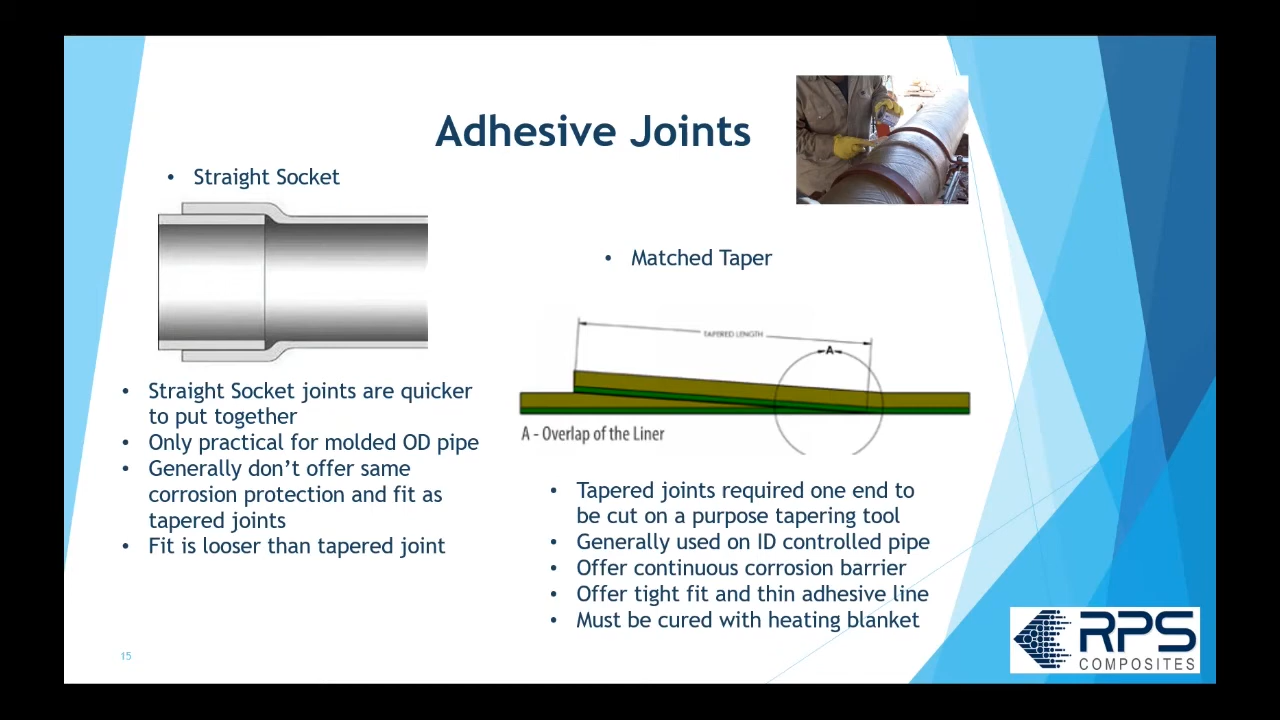 Adhesive Joints
• Straight Socket
• Straight Socket joints are quicker
to put together
• Only practical for molded OD pipe
• Generally don't offer same
corrosion protection and fit as
tapered joints
• Fit is looser than tapered joint
• Matched Taper
TAPERED LENGTH
A
A - Overlap of the Liner
• Tapered joints required one end to
be cut on a purpose tapering tool
• Generally used on ID controlled pipe
• Offer continuous corrosion barrier
• Offer tight fit and thin adhesive line
• Must be cured with heating blanket
15
RPS
COMPOSITES